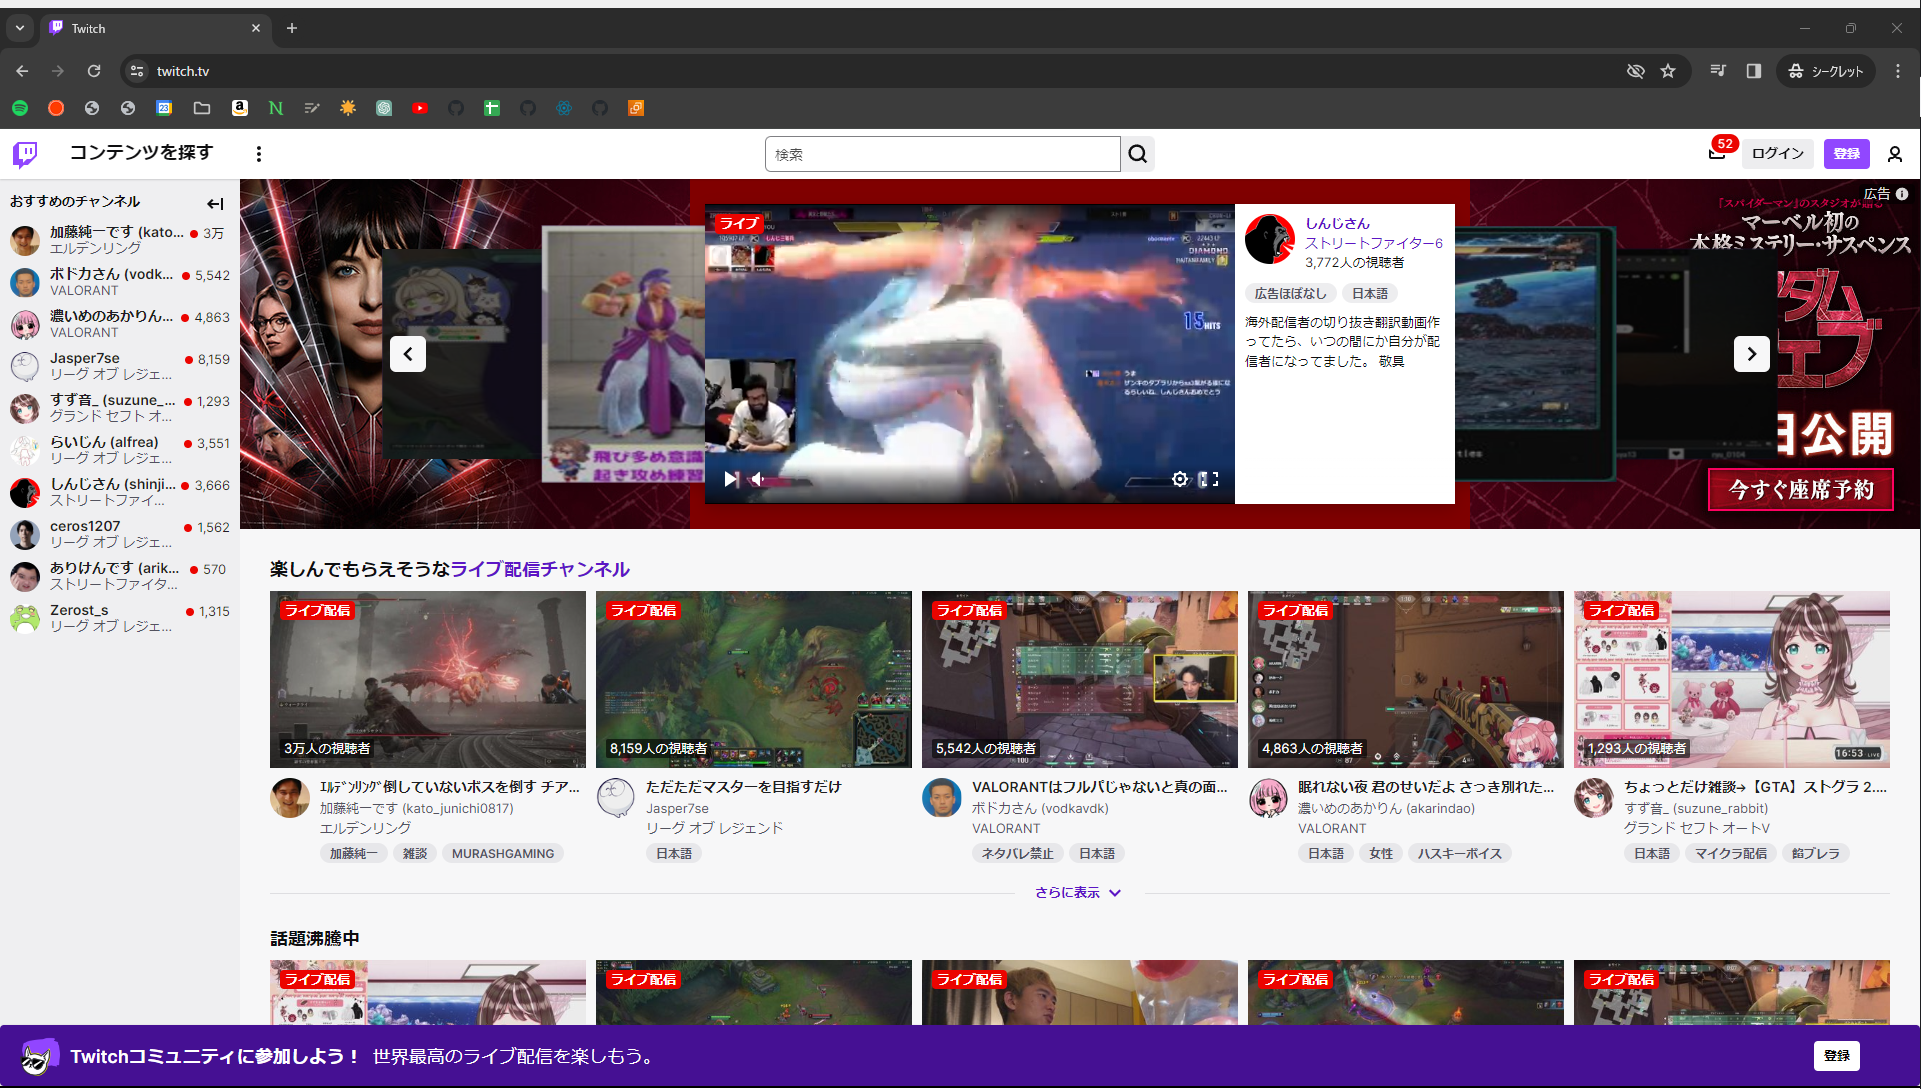 Twitch
twitch.tv
シークレット
コンテンツを探す
検索
52
ログイン
登録
おすすめのチャンネル
加藤純一です (kato... 3万
エルデンリング
ボドカさん (vodk... 5,542
VALORANT
濃いめのあかりん... 4,863
VALORANT
Jasper7se 8,159
リーグ オブ レジェ...
すず音_ (suzune_... 1,293
グランド セフト オ...
らいじん (alfrea) 3,551
リーグ オブ レジェ...
しんじさん (shinji... 3,666
ストリートファイ...
ceros1207 1,562
リーグ オブ レジェ...
ありけんです (arik... 570
ストリートファイタ...
Zerost_s 1,315
リーグ オブ レジェ...
飛び多め意識
起き攻め練習
ライブ
DIAMOND
15 HITS
しんじさん
ストリートファイター6
3,772人の視聴者
広告ほぼなし 日本語
海外配信者の切り抜き翻訳動画作
ってたら、いつの間にか自分が配
信者になってました。 敬具
広告
マーベル初の
本格ミステリー・サスペンス
公開
今すぐ座席予約
楽しんでもらえそうなライブ配信チャンネル
ライブ配信
3万人の視聴者
ｴﾙﾃﾞﾝﾘﾝｸﾞ倒していないボスを倒す チア...
加藤純一です (kato_junichi0817)
エルデンリング
加藤純一 雑談 MURASHGAMING
ライブ配信
8,159人の視聴者
ただただマスターを目指すだけ
Jasper7se
リーグ オブ レジェンド
日本語
ライブ配信
5,542人の視聴者
VALORANTはフルパじゃないと真の面...
ボドカさん (vodkavdk)
VALORANT
ネタバレ禁止 日本語
ライブ配信
4,863人の視聴者
眠れない夜 君のせいだよ さっき別れた...
濃いめのあかりん (akarindao)
VALORANT
日本語 女性 ハスキーボイス
ライブ配信
1,293人の視聴者
16:53 LIVE
ちょっとだけ雑談→【GTA】ストグラ 2....
すず音_ (suzune_rabbit)
グランド セフト オートV
日本語 マイクラ配信 餡ブレラ
さらに表示
話題沸騰中
ライブ配信
ライブ配信
ライブ配信
ライブ配信
ライブ配信
Twitchコミュニティに参加しよう！ 世界最高のライブ配信を楽しもう。
登録